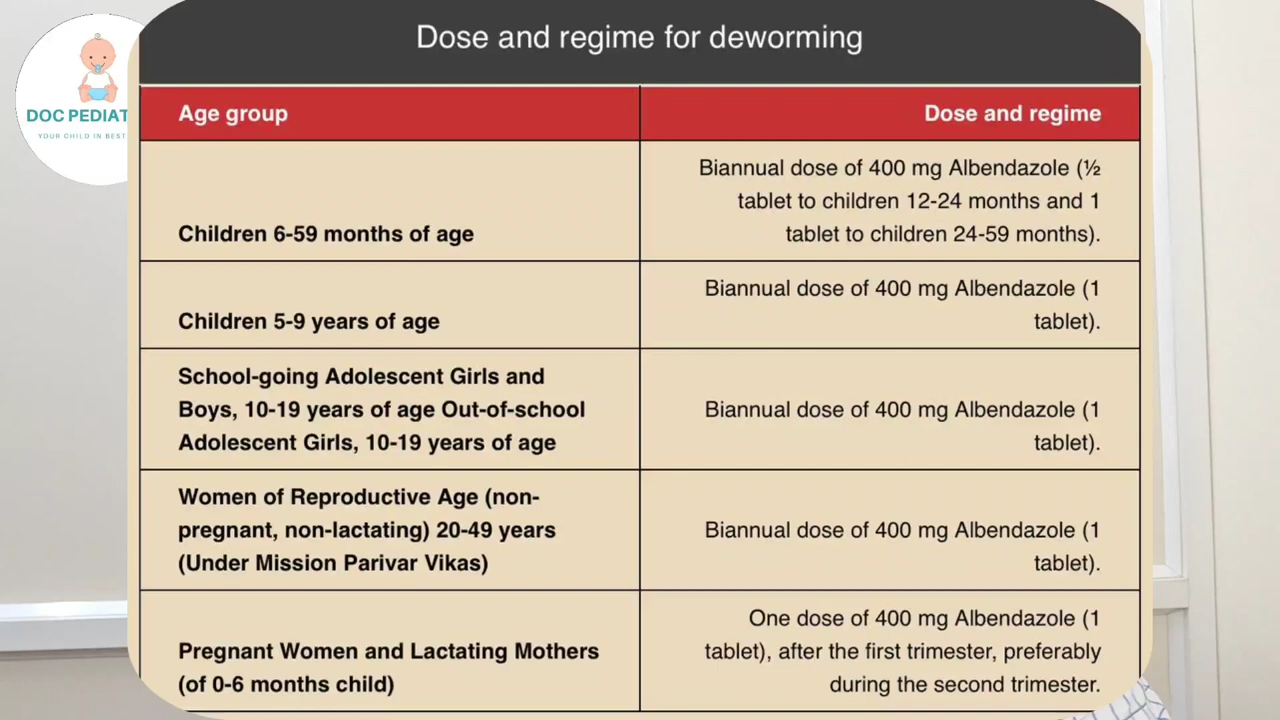 Dose and regime for deworming
DOC PEDIAT
YOUR CHILD IN BEST
Age group
Dose and regime
Children 6-59 months of age
Biannual dose of 400 mg Albendazole (½
tablet to children 12-24 months and 1
tablet to children 24-59 months).
Children 5-9 years of age
Biannual dose of 400 mg Albendazole (1
tablet).
School-going Adolescent Girls and
Boys, 10-19 years of age Out-of-school
Adolescent Girls, 10-19 years of age
Biannual dose of 400 mg Albendazole (1
tablet).
Women of Reproductive Age (non-
pregnant, non-lactating) 20-49 years
(Under Mission Parivar Vikas)
Biannual dose of 400 mg Albendazole (1
tablet).
Pregnant Women and Lactating Mothers
(of 0-6 months child)
One dose of 400 mg Albendazole (1
tablet), after the first trimester, preferably
during the second trimester.